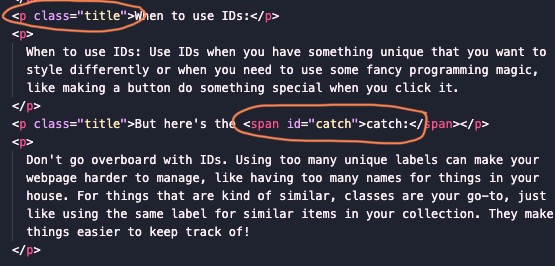 <p class="title">When to use IDs:</p>
<p>
When to use IDs: Use IDs when you have something unique that you want to
style differently or when you need to use some fancy programming magic,
like making a button do something special when you click it.
</p>
<p class="title">But here's the <span id="catch">catch:</span></p>
<p>
Don't go overboard with IDs. Using too many unique labels can make your
webpage harder to manage, like having too many names for things in your
house. For things that are kind of similar, classes are your go-to, just
like using the same label for similar items in your collection. They make
things easier to keep track of!
</p>